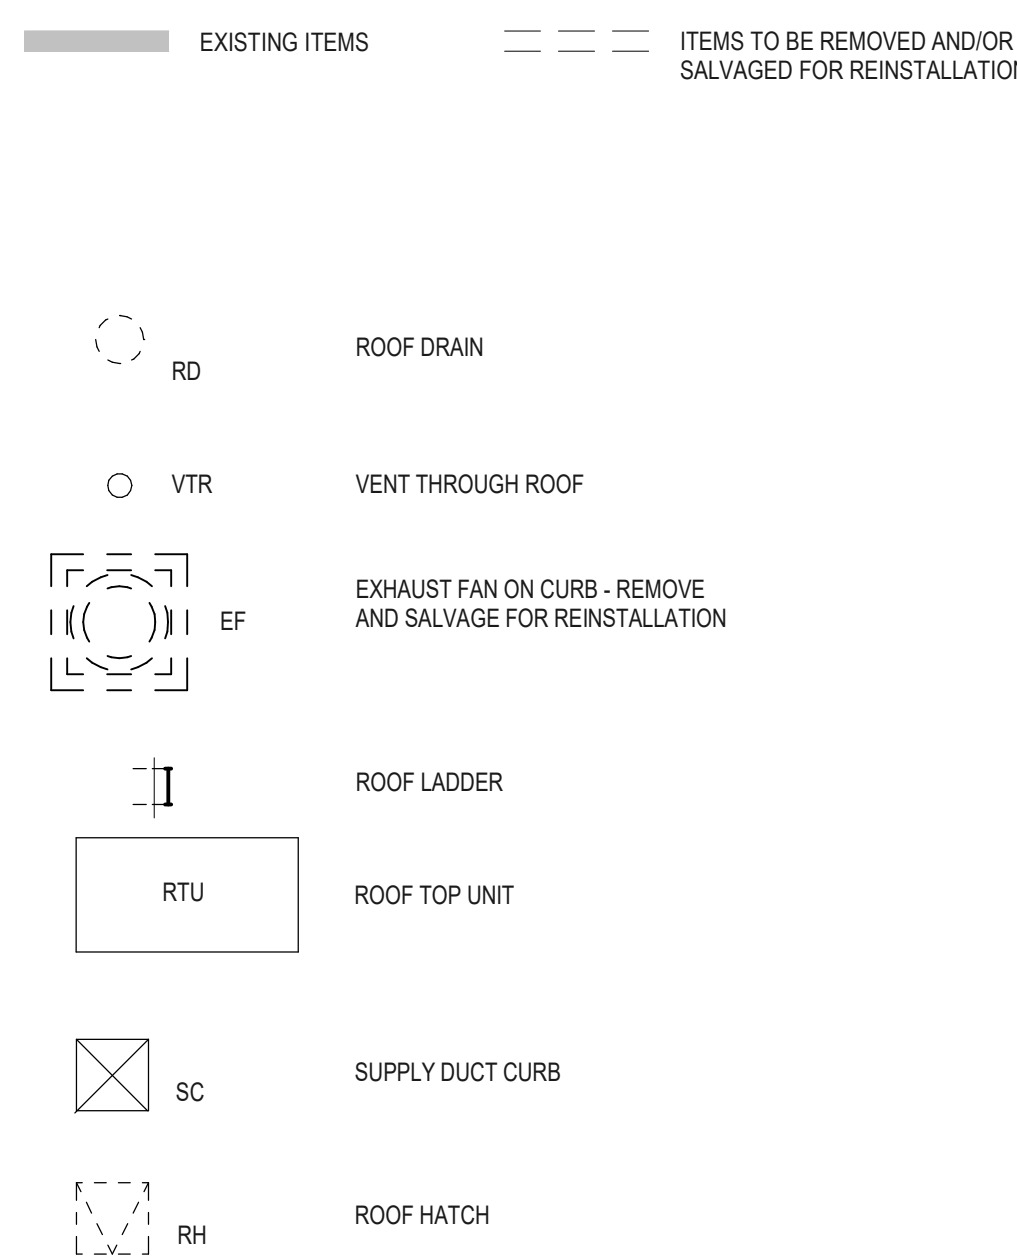 EXISTING ITEMS
ITEMS TO BE REMOVED AND/OR
SALVAGED FOR REINSTALLATION
RD
ROOF DRAIN
VTR
VENT THROUGH ROOF
EF
EXHAUST FAN ON CURB - REMOVE
AND SALVAGE FOR REINSTALLATION
ROOF LADDER
RTU
ROOF TOP UNIT
SC
SUPPLY DUCT CURB
RH
ROOF HATCH